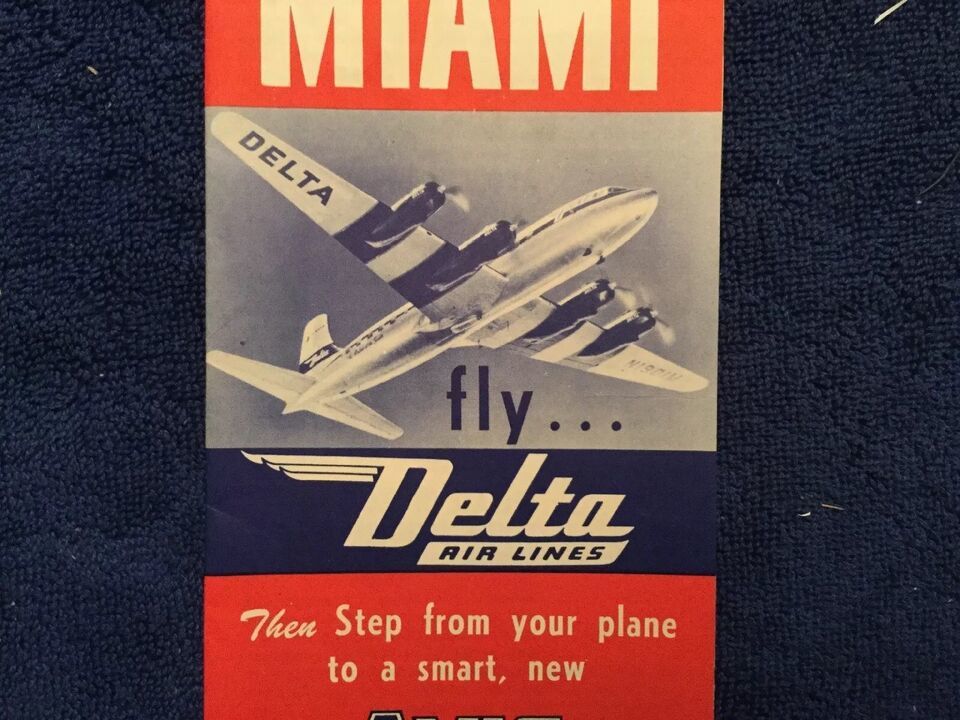 MIAMI
DELTA
fly...
Delta
AIR LINES
Then Step from your plane
to a smart, new